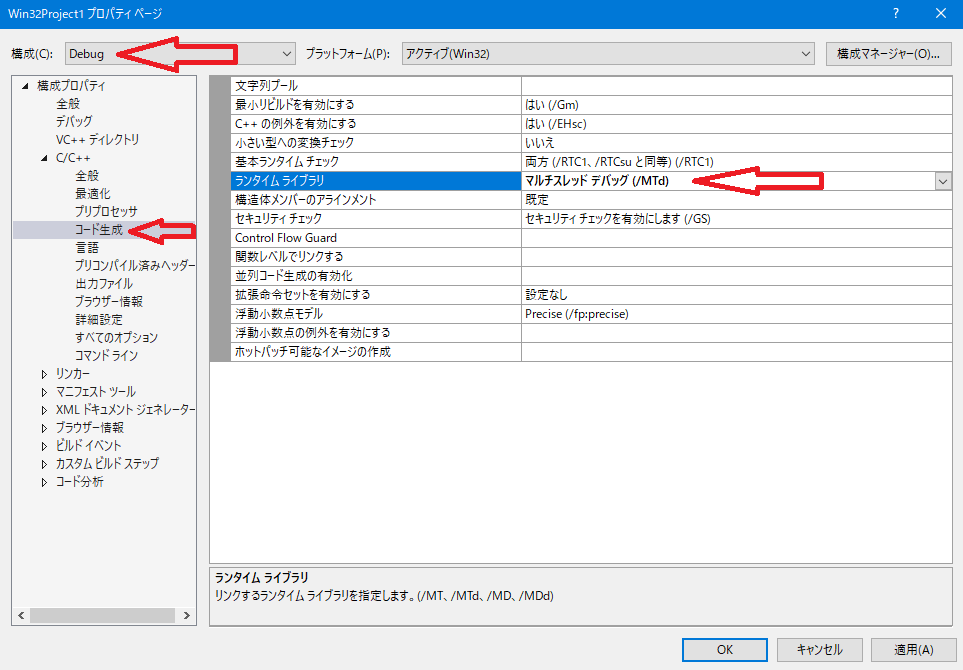 Win32Project1 プロパティ ページ
構成(C): Debug プラットフォーム(P): アクティブ(Win32) 構成マネージャー(O)...
構成プロパティ
全般
デバッグ
VC++ ディレクトリ
C/C++
全般
最適化
プリプロセッサ
コード生成
言語
プリコンパイル済みヘッダー
出力ファイル
ブラウザー情報
詳細設定
すべてのオプション
コマンド ライン
リンカー
マニフェスト ツール
XML ドキュメント ジェネレーター
ブラウザー情報
ビルド イベント
カスタム ビルド ステップ
コード分析
文字列プール
最小リビルドを有効にする はい (/Gm)
C++ の例外を有効にする はい (/EHsc)
小さい型への変換チェック いいえ
基本ランタイム チェック 両方 (/RTC1、/RTCsu と同等) (/RTC1)
ランタイム ライブラリ マルチスレッド デバッグ (/MTd)
構造体メンバーのアラインメント 既定
セキュリティ チェック セキュリティ チェックを有効にします (/GS)
Control Flow Guard
関数レベルでリンクする
並列コード生成の有効化
拡張命令セットを有効にする 設定なし
浮動小数点モデル Precise (/fp:precise)
浮動小数点の例外を有効にする
ホットパッチ可能なイメージの作成
ランタイム ライブラリ
リンクするランタイム ライブラリを指定します。(/MT、/MTd、/MD、/MDd)
OK キャンセル 適用(A)